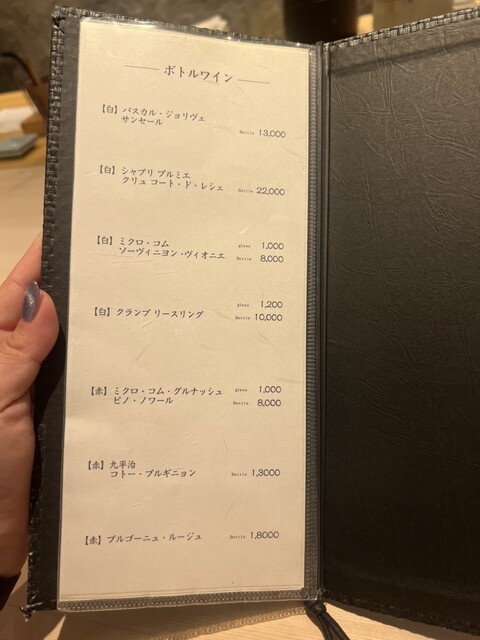 ボトルワイン
【白】パスカル・ジョリヴェ
サンセール
Bottle 13,000
【白】シャブリ プルミエ
クリュ コート・ド・レシェ
Bottle 22,000
【白】ミクロ・コム
glass 1,000
ソーヴィニヨン・ヴィオニエ
Bottle 8,000
glass 1,200
【白】クランプ リースリング
Bottle 10,000
【赤】ミクロ・コム・グルナッシュ
glass 1,000
ピノ・ノワール
Bottle 8,000
【赤】九平治
コトー・ブルギニョン
Bottle 1,3000
【赤】ブルゴーニュ・ルージュ
Bottle 1,8000